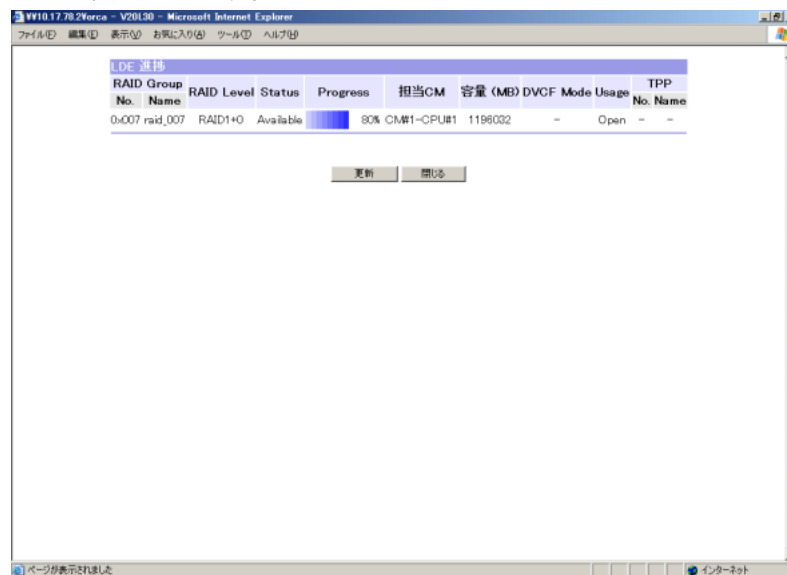 ¥¥10.17.78.2¥orca - V20L30 - Microsoft Internet Explorer
ファイル(F) 編集(E) 表示(V) お気に入り(A) ツール(T) ヘルプ(H)
LDE 進捗
RAID Group RAID Level Status Progress 担当CM 容量 (MB) DVCF Mode Usage TPP
No. Name No. Name
0x007 raid_007 RAID1+0 Available 80% CM#1-CPU#1 1196032 - Open - -
更新 閉じる
ページが表示されました インターネット